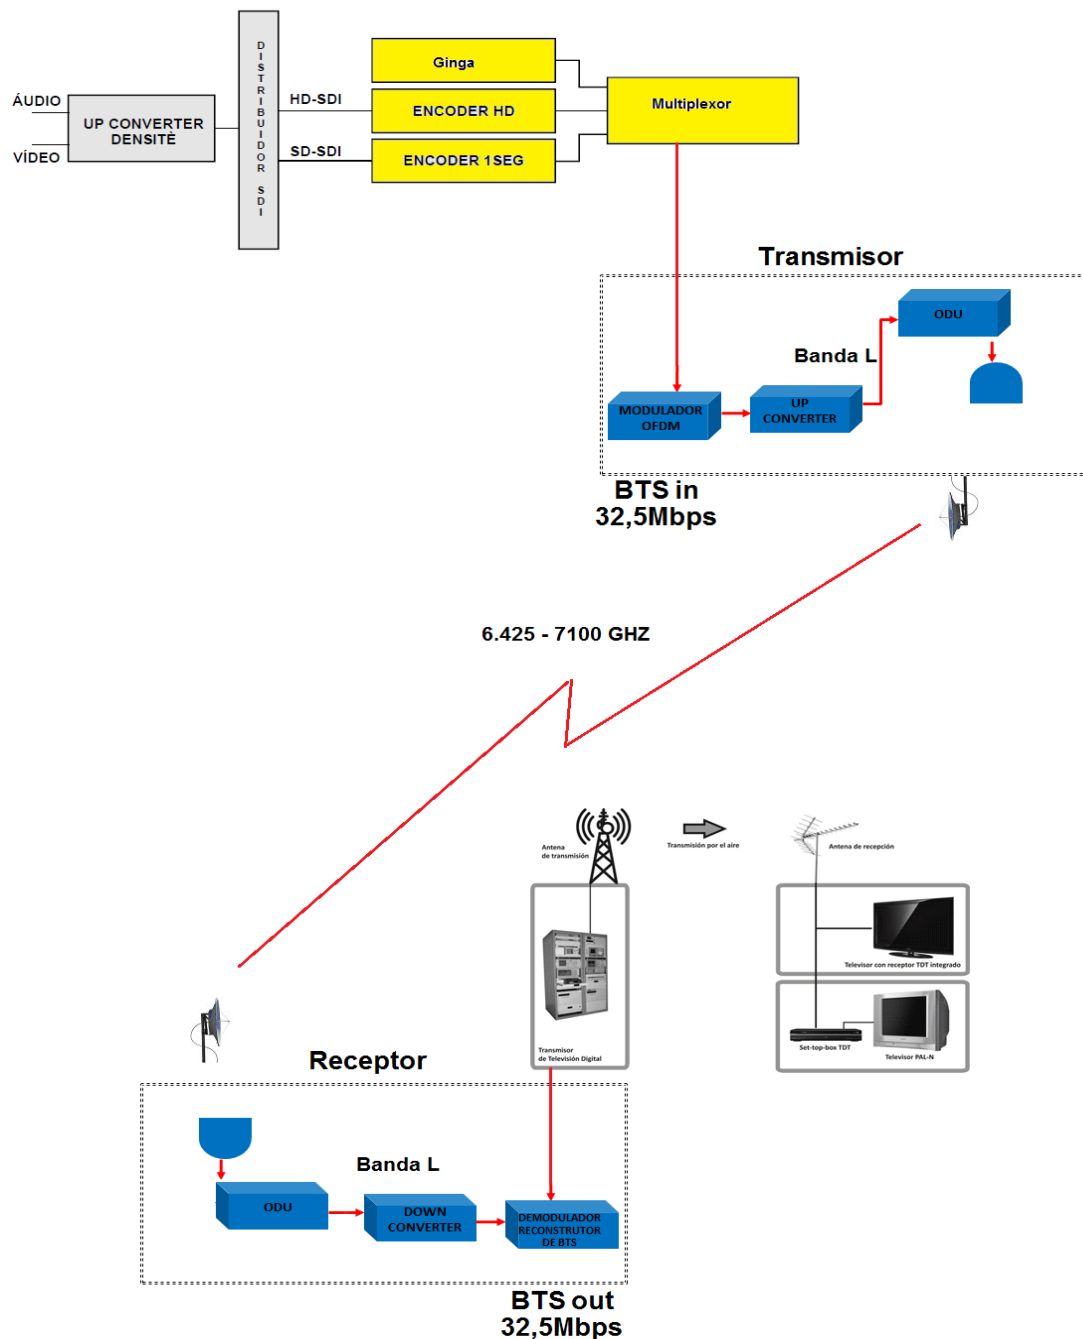 ÁUDIO
VÍDEO
UP CONVERTER
DENSITÈ
DISTRIBUIDOR SDI
HD-SDI
SD-SDI
Ginga
ENCODER HD
ENCODER 1SEG
Multiplexor
Transmisor
ODU
Banda L
MODULADOR
OFDM
UP
CONVERTER
BTS in
32,5Mbps
6.425 - 7100 GHZ
Antena
de transmisión
Transmisión por el aire
Antena de recepción
Televisor con receptor TDT integrado
Set-top-box TDT
Televisor PAL-N
Transmisor
de Televisión Digital
Receptor
Banda L
ODU
DOWN
CONVERTER
DEMODULADOR
RECONSTRUTOR
DE BTS
BTS out
32,5Mbps